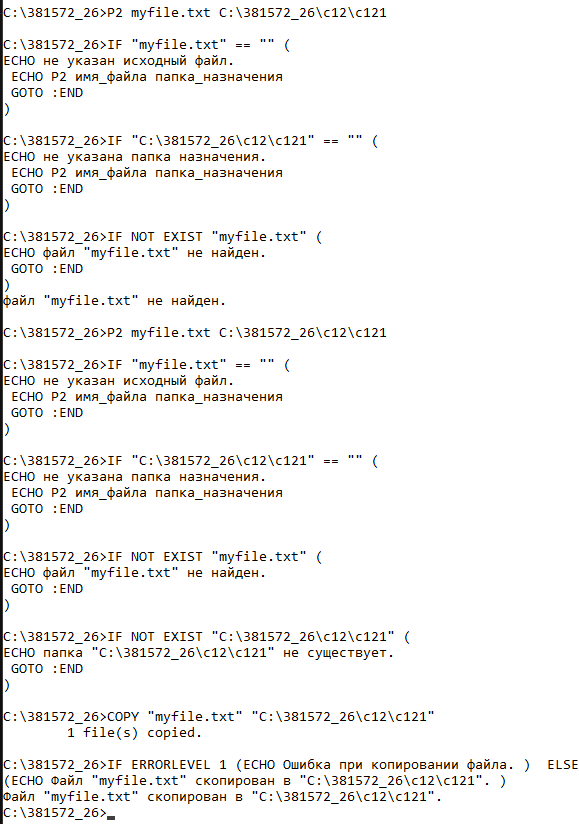 C:\381572_26>P2 myfile.txt C:\381572_26\c12\c121
C:\381572_26>IF "myfile.txt" == "" (
ECHO не указан исходный файл.
ECHO P2 имя_файла папка_назначения
GOTO :END
)
C:\381572_26>IF "C:\381572_26\c12\c121" == "" (
ECHO не указана папка назначения.
ECHO P2 имя_файла папка_назначения
GOTO :END
)
C:\381572_26>IF NOT EXIST "myfile.txt" (
ECHO файл "myfile.txt" не найден.
GOTO :END
)
файл "myfile.txt" не найден.
C:\381572_26>P2 myfile.txt C:\381572_26\c12\c121
C:\381572_26>IF "myfile.txt" == "" (
ECHO не указан исходный файл.
ECHO P2 имя_файла папка_назначения
GOTO :END
)
C:\381572_26>IF "C:\381572_26\c12\c121" == "" (
ECHO не указана папка назначения.
ECHO P2 имя_файла папка_назначения
GOTO :END
)
C:\381572_26>IF NOT EXIST "myfile.txt" (
ECHO файл "myfile.txt" не найден.
GOTO :END
)
C:\381572_26>IF NOT EXIST "C:\381572_26\c12\c121" (
ECHO папка "C:\381572_26\c12\c121" не существует.
GOTO :END
)
C:\381572_26>COPY "myfile.txt" "C:\381572_26\c12\c121"
1 file(s) copied.
C:\381572_26>IF ERRORLEVEL 1 (ECHO Ошибка при копировании файла. )  ELSE
(ECHO Файл "myfile.txt" скопирован в "C:\381572_26\c12\c121". )
Файл "myfile.txt" скопирован в "C:\381572_26\c12\c121".
C:\381572_26>